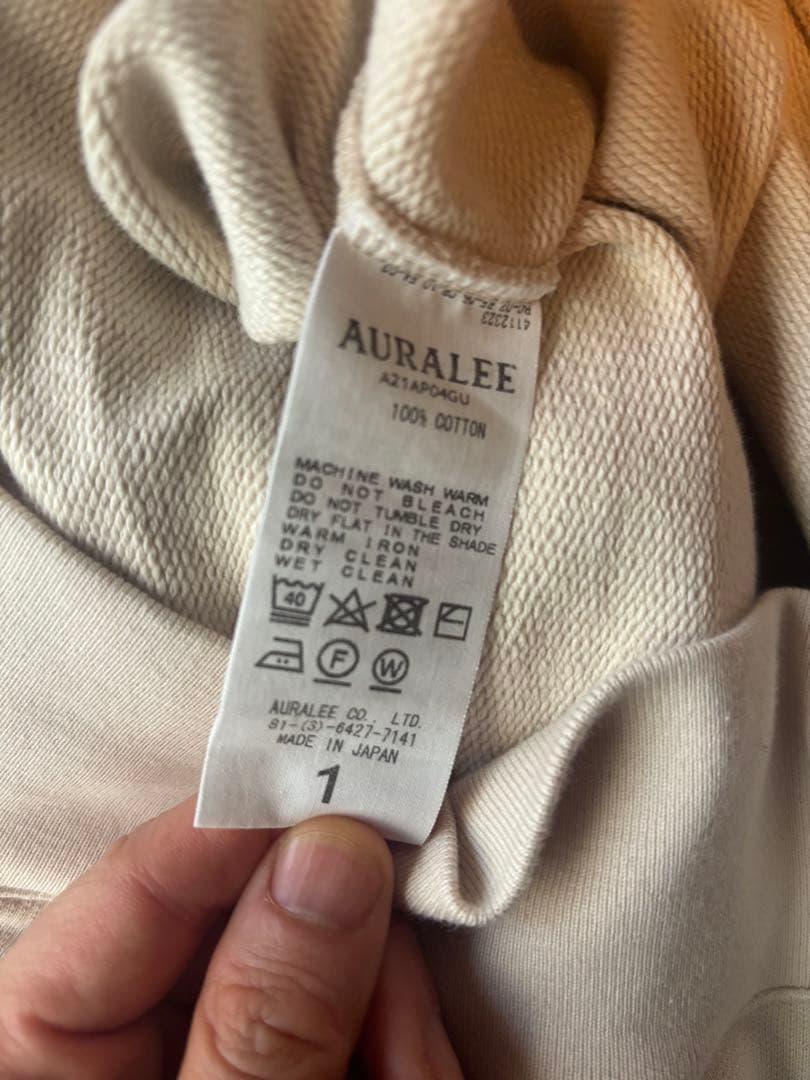 4112323
AURALEE
A21AP04GU
100% COTTON
MACHINE WASH WARM
DO NOT BLEACH
DO NOT TUMBLE DRY
DRY FLAT IN THE SHADE
WARM IRON
DRY CLEAN
WET CLEAN
40
F W
AURALEE CO., LTD.
81-(3)-6427-7141
MADE IN JAPAN
1